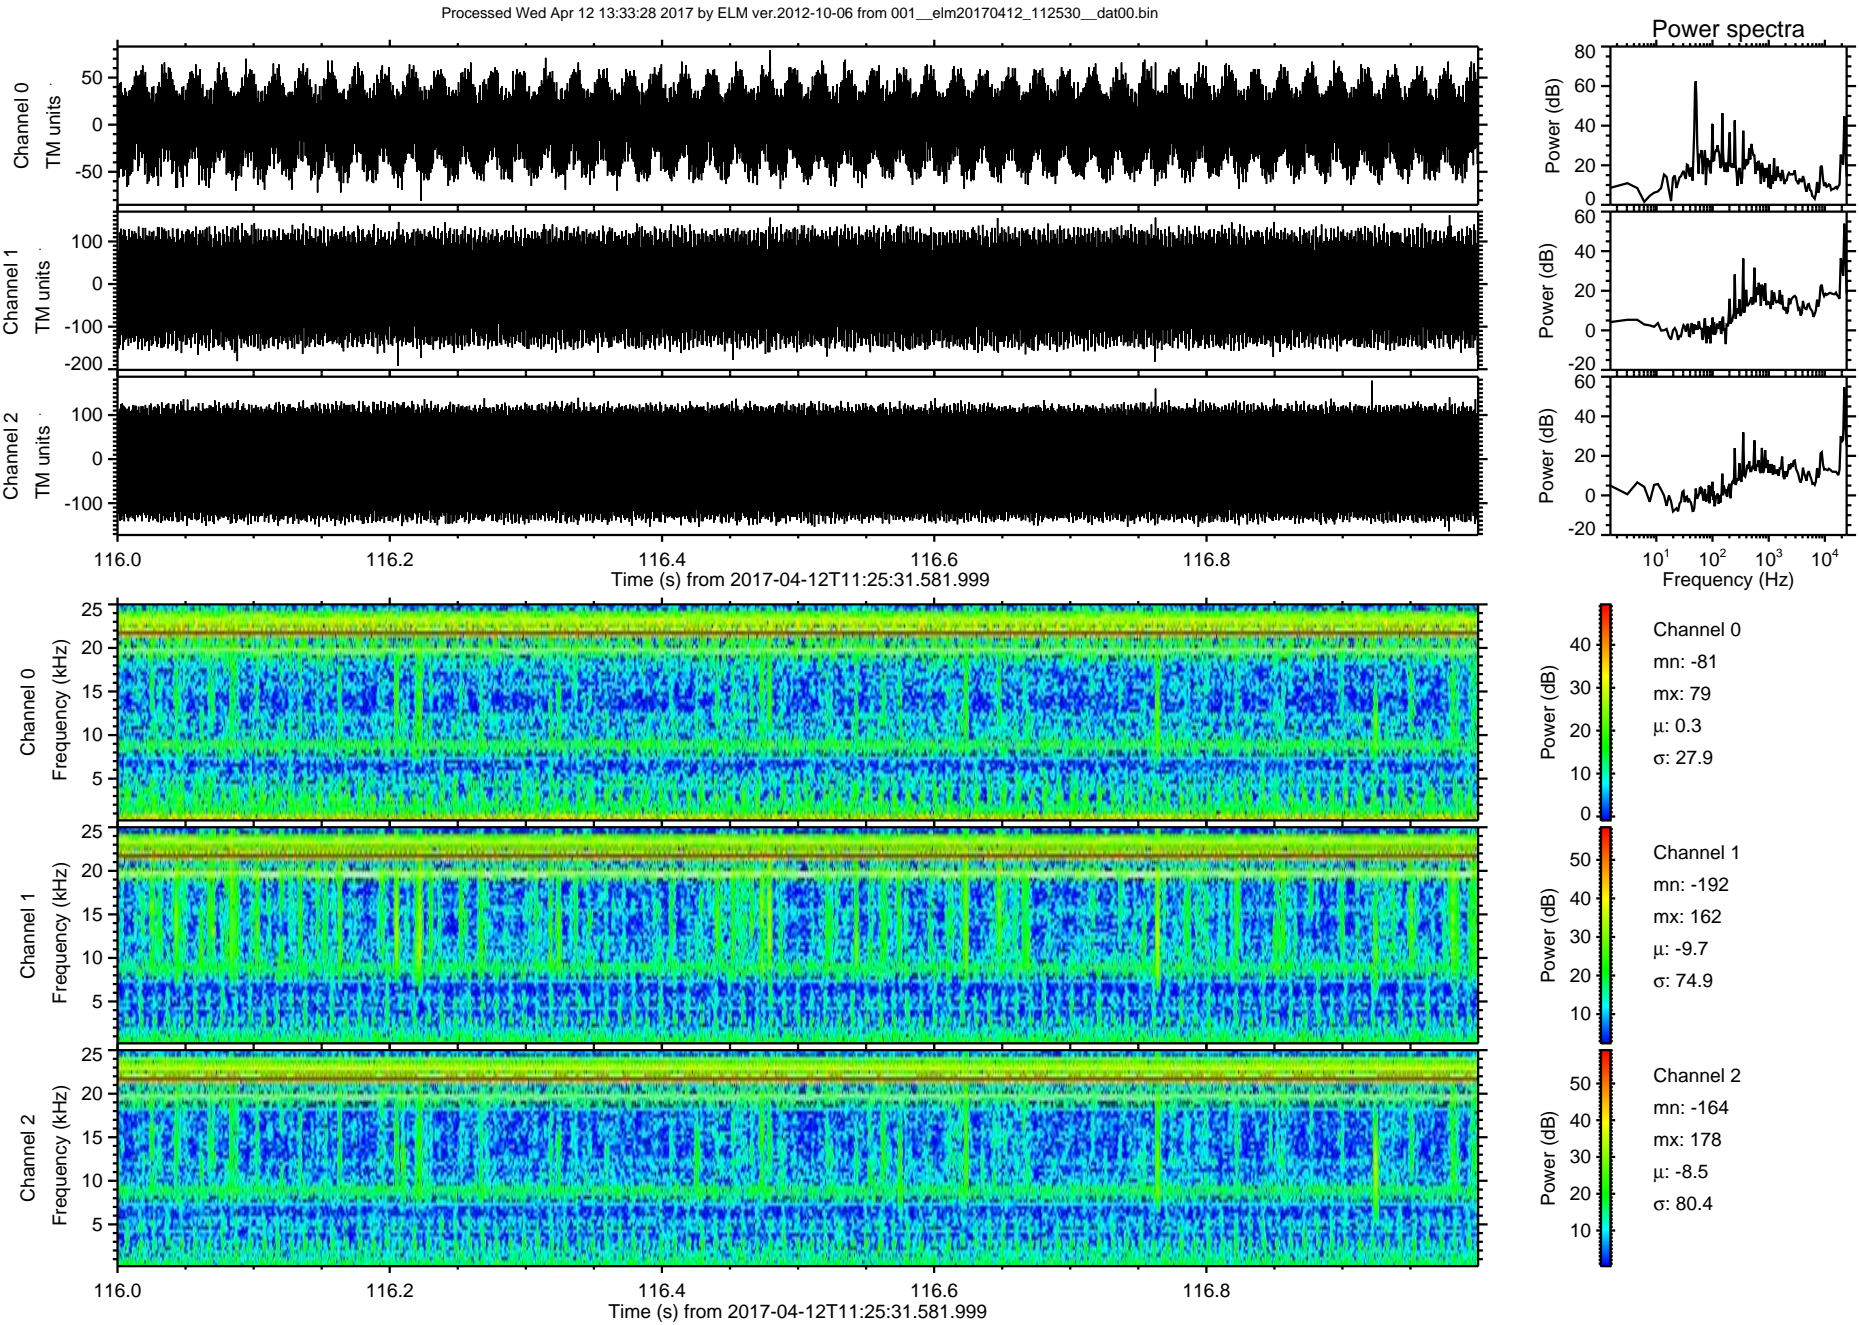 Processed Wed Apr 12 13:33:28 2017 by ELM ver.2012-10-06 from 001__elm20170412_112530__dat00.bin
Power spectra
Channel 0
TM units
50
0
-50
Power (dB)
80
60
40
20
0
Channel 1
TM units
100
0
-100
-200
Power (dB)
60
40
20
0
-20
Channel 2
TM units
100
0
-100
Power (dB)
60
40
20
0
-20
116.0 116.2 116.4 116.6 116.8
Time (s) from 2017-04-12T11:25:31.581.999
10^1 10^2 10^3 10^4
Frequency (Hz)
Channel 0
Frequency (kHz)
25
20
15
10
5
Power (dB)
40
30
20
10
0
Channel 0
mn: -81
mx: 79
μ: 0.3
σ: 27.9
Channel 1
Frequency (kHz)
25
20
15
10
5
Power (dB)
50
40
30
20
10
Channel 1
mn: -192
mx: 162
μ: -9.7
σ: 74.9
Channel 2
Frequency (kHz)
25
20
15
10
5
Power (dB)
50
40
30
20
10
Channel 2
mn: -164
mx: 178
μ: -8.5
σ: 80.4
116.0 116.2 116.4 116.6 116.8
Time (s) from 2017-04-12T11:25:31.581.999